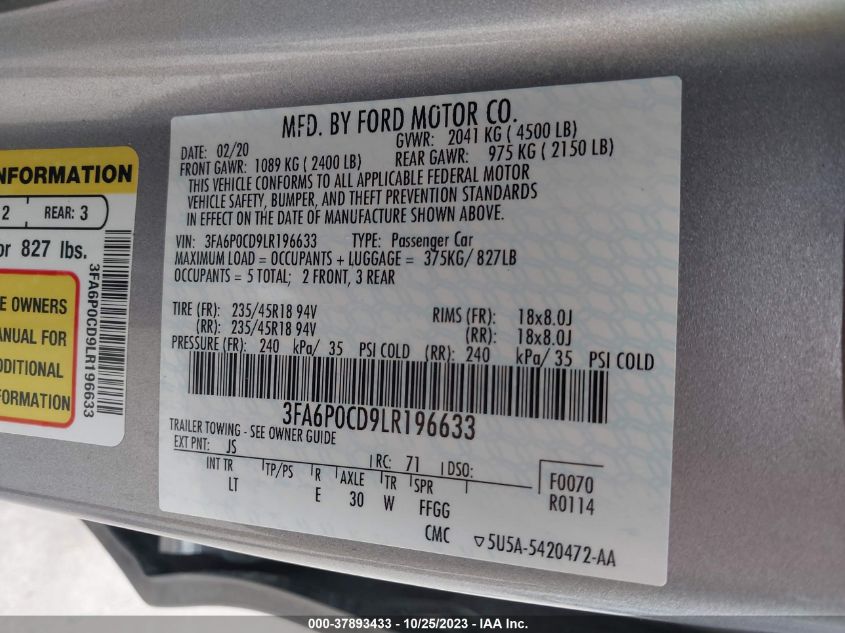 MFD. BY FORD MOTOR CO.
DATE: 02/20 GVWR: 2041 KG ( 4500 LB)
FRONT GAWR: 1089 KG ( 2400 LB) REAR GAWR: 975 KG ( 2150 LB)
THIS VEHICLE CONFORMS TO ALL APPLICABLE FEDERAL MOTOR
VEHICLE SAFETY, BUMPER, AND THEFT PREVENTION STANDARDS
IN EFFECT ON THE DATE OF MANUFACTURE SHOWN ABOVE.
VIN: 3FA6P0CD9LR196633 TYPE: Passenger Car
MAXIMUM LOAD = OCCUPANTS + LUGGAGE = 375KG/ 827LB
OCCUPANTS = 5 TOTAL; 2 FRONT, 3 REAR
TIRE (FR): 235/45R18 94V RIMS (FR): 18x8.0J
(RR): 235/45R18 94V (RR): 18x8.0J
PRESSURE (FR): 240 kPa/ 35 PSI COLD (RR): 240 kPa/ 35 PSI COLD
3FA6P0CD9LR196633
TRAILER TOWING - SEE OWNER GUIDE
EXT PNT: JS RC: 71 DSO:
INT TR TP/PS R AXLE TR SPR
LT E 30 W FFGG
F0070
R0114
CMC ▽5U5A-5420472-AA
NFORMATION
2 REAR: 3
or 827 lbs.
E OWNERS
MANUAL FOR
DDITIONAL
FORMATION
3FA6P0CD9LR196633
000-37893433 - 10/25/2023 - IAA Inc.